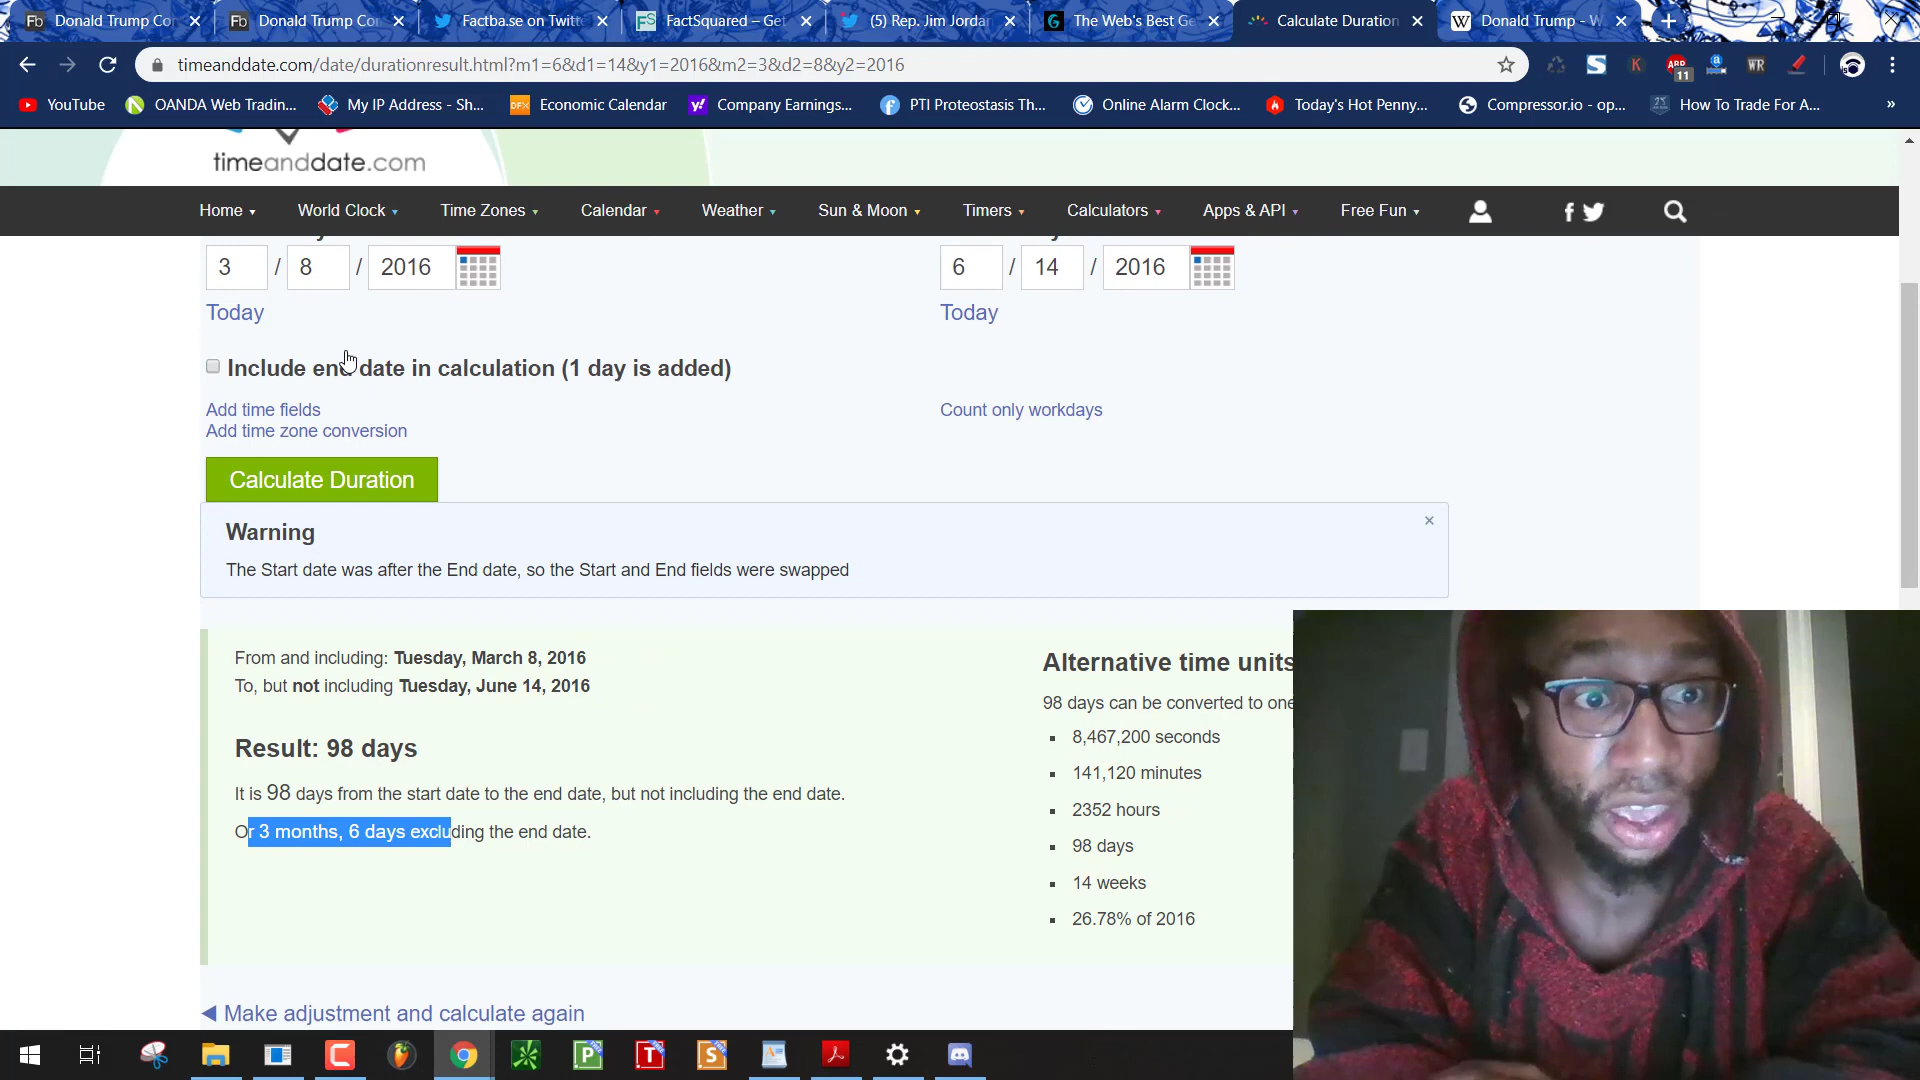 Donald Trump Co
Donald Trump Co
Factba.se on Twitte
FactSquared – Get
(5) Rep. Jim Jordan
The Web's Best Ge
Calculate Duration
Donald Trump - W
timeanddate.com/date/durationresult.html?m1=6&d1=14&y1=2016&m2=3&d2=8&y2=2016
YouTube
OANDA Web Tradin...
My IP Address - Sh...
Economic Calendar
Company Earnings...
PTI Proteostasis Th...
Online Alarm Clock...
Today's Hot Penny...
Compressor.io - op...
How To Trade For A...
»
timeanddate.com
Home World Clock Time Zones Calendar Weather Sun & Moon Timers Calculators Apps & API Free Fun
3 / 8 / 2016
6 / 14 / 2016
Today
Today
Include end date in calculation (1 day is added)
Add time fields
Count only workdays
Add time zone conversion
Calculate Duration
Warning
×
The Start date was after the End date, so the Start and End fields were swapped
From and including: Tuesday, March 8, 2016
To, but not including Tuesday, June 14, 2016
Result: 98 days
It is 98 days from the start date to the end date, but not including the end date.
Or 3 months, 6 days excluding the end date.
Alternative time units
98 days can be converted to one
8,467,200 seconds
141,120 minutes
2352 hours
98 days
14 weeks
26.78% of 2016
Make adjustment and calculate again